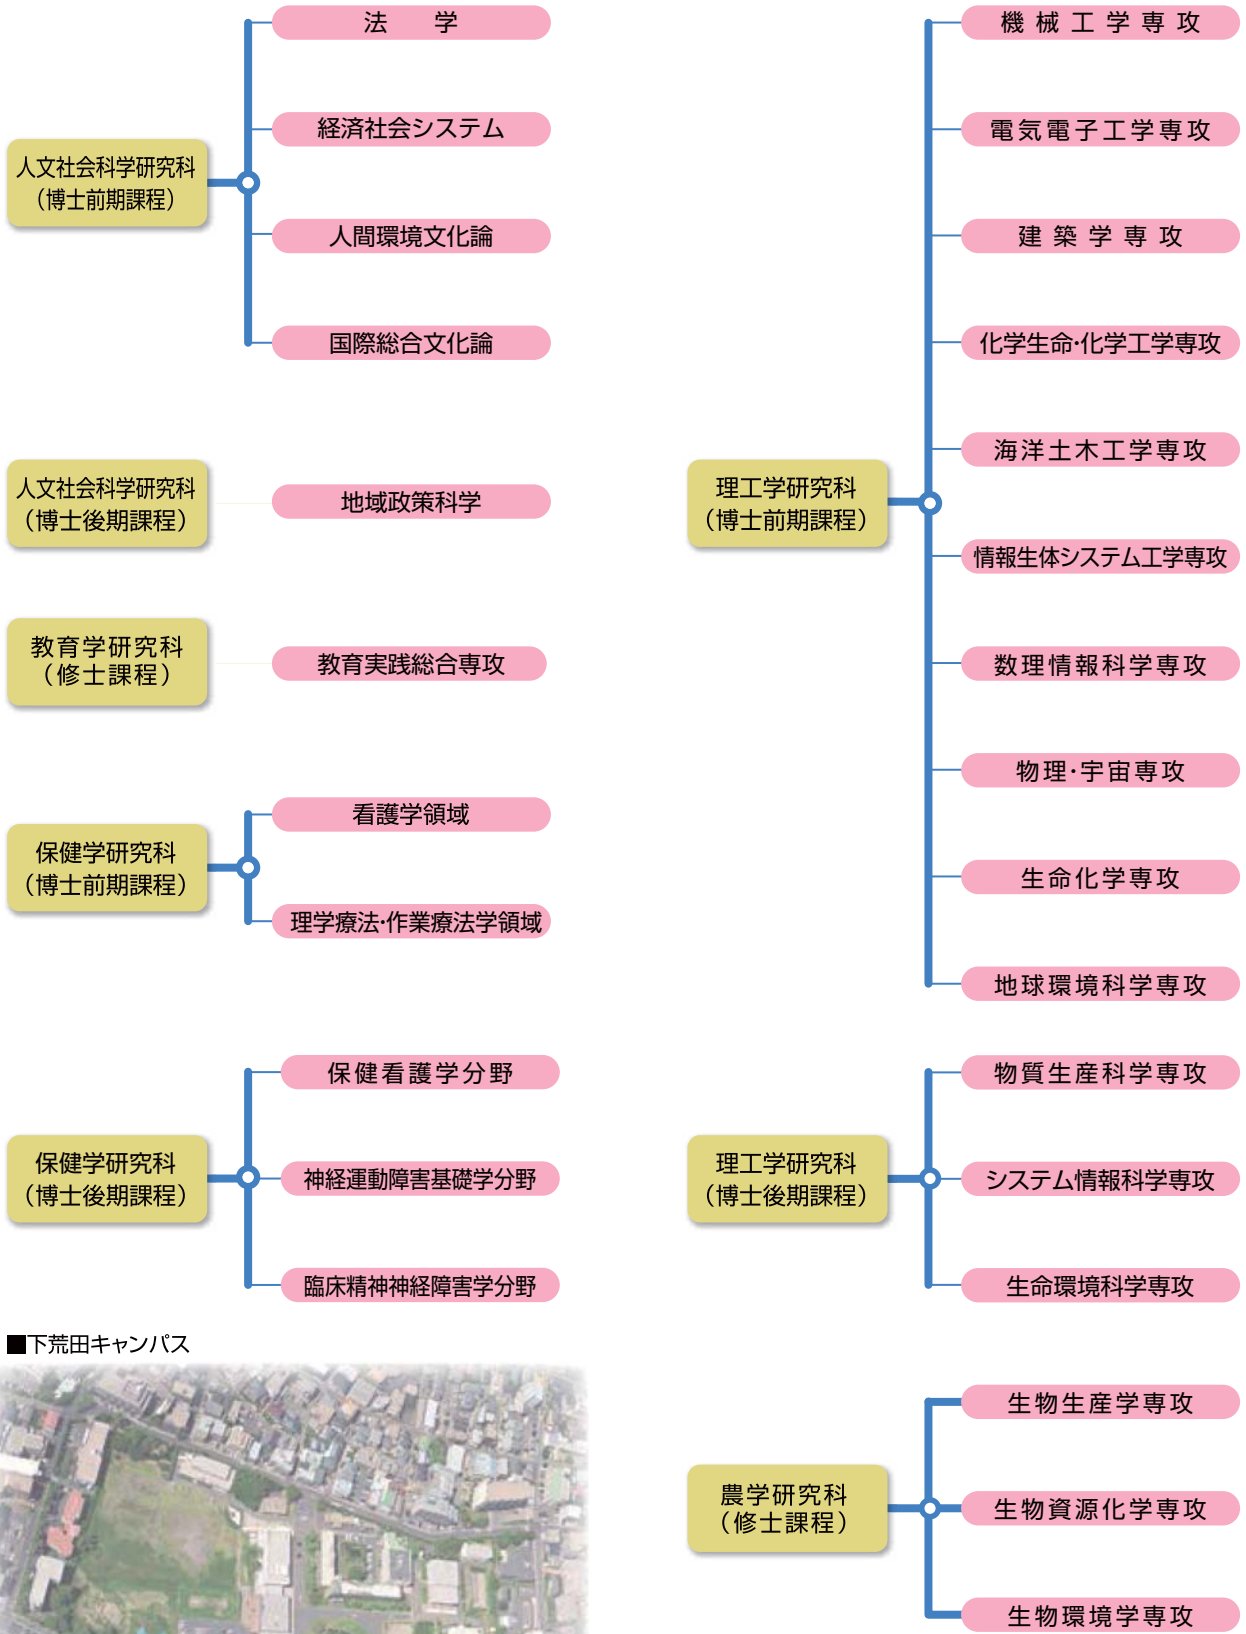 人文社会科学研究科
（博士前期課程）
法　学
経済社会システム
人間環境文化論
国際総合文化論
人文社会科学研究科
（博士後期課程）
地域政策科学
教育学研究科
（修士課程）
教育実践総合専攻
保健学研究科
（博士前期課程）
看護学領域
理学療法・作業療法学領域
保健学研究科
（博士後期課程）
保健看護学分野
神経運動障害基礎学分野
臨床精神神経障害学分野
■下荒田キャンパス
理工学研究科
（博士前期課程）
機械工学専攻
電気電子工学専攻
建築学専攻
化学生命・化学工学専攻
海洋土木工学専攻
情報生体システム工学専攻
数理情報科学専攻
物理・宇宙専攻
生命化学専攻
地球環境科学専攻
理工学研究科
（博士後期課程）
物質生産科学専攻
システム情報科学専攻
生命環境科学専攻
農学研究科
（修士課程）
生物生産学専攻
生物資源化学専攻
生物環境学専攻